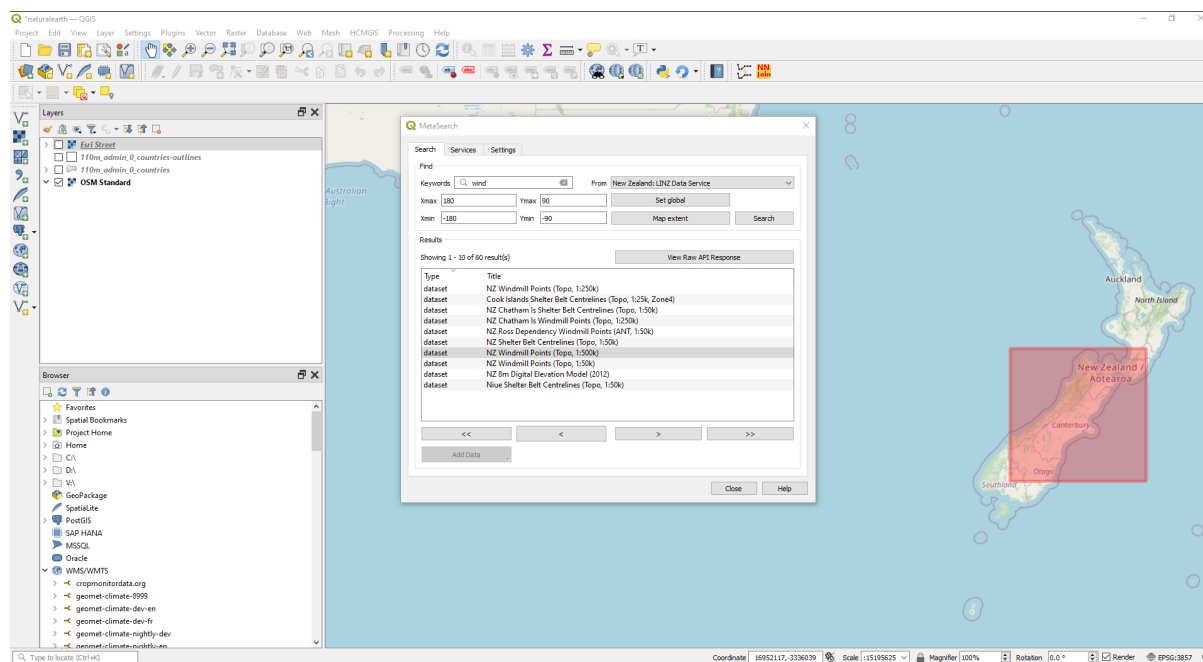 *naturalearth — QGIS
Project Edit View Layer Settings Plugins Vector Raster Database Web Mesh HCMGIS Processing Help
NN
Join
Layers
Esri Street
110m_admin_0_countries-outlines
110m_admin_0_countries
OSM Standard
Browser
Favorites
Spatial Bookmarks
Project Home
Home
C:\
D:\
V:\
GeoPackage
SpatiaLite
PostGIS
SAP HANA
MSSQL
Oracle
WMS/WMTS
cropmonitordata.org
geomet-climate-8999
geomet-climate-dev-en
geomet-climate-dev-fr
geomet-climate-nightly-dev
geomet-climate-nightly-en
MetaSearch
Search Services Settings
Find
Keywords wind From New Zealand: LINZ Data Service
Xmax 180 Ymax 90 Set global
Xmin -180 Ymin -90 Map extent Search
Results
Showing 1 - 10 of 60 result(s) View Raw API Response
Type Title
dataset NZ Windmill Points (Topo, 1:250k)
dataset Cook Islands Shelter Belt Centrelines (Topo, 1:25k, Zone4)
dataset NZ Chatham Is Shelter Belt Centrelines (Topo, 1:50k)
dataset NZ Chatham Is Windmill Points (Topo, 1:250k)
dataset NZ Ross Dependency Windmill Points (ANT, 1:50k)
dataset NZ Shelter Belt Centrelines (Topo, 1:50k)
dataset NZ Windmill Points (Topo, 1:500k)
dataset NZ Windmill Points (Topo, 1:50k)
dataset NZ 8m Digital Elevation Model (2012)
dataset Niue Shelter Belt Centrelines (Topo, 1:50k)
<< < > >>
Add Data
Close Help
Australian
Bight
Auckland
North Island
New Zealand /
Aotearoa
Canterbury
Otago
Southland
Type to locate (Ctrl+K) Coordinate 16952117,-3336039 Scale :15195625 Magnifier 100% Rotation 0.0 ° Render EPSG:3857